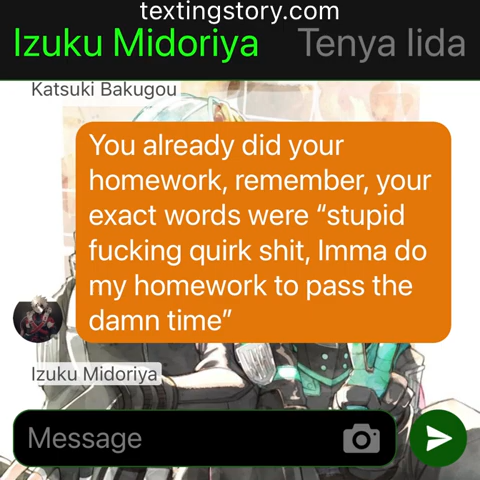 textingstory.com
Izuku Midoriya Tenya Iida
Katsuki Bakugou
You already did your
homework, remember, your
exact words were “stupid
fucking quirk shit, Imma do
my homework to pass the
damn time”
Izuku Midoriya
Message